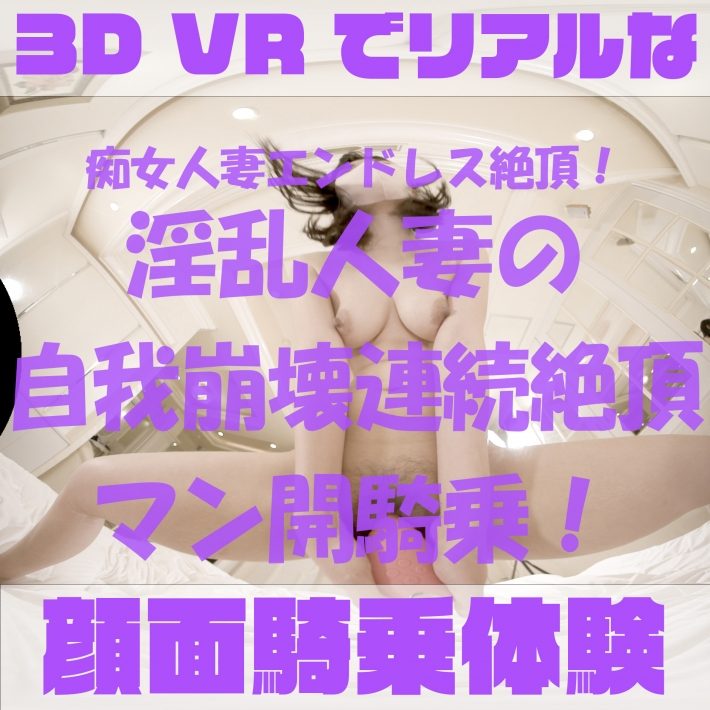 3D VR でリアルな
痴女人妻エンドレス絶頂！
淫乱人妻の
自我崩壊連続絶頂
マン開騎乗！
顔面騎乗体験